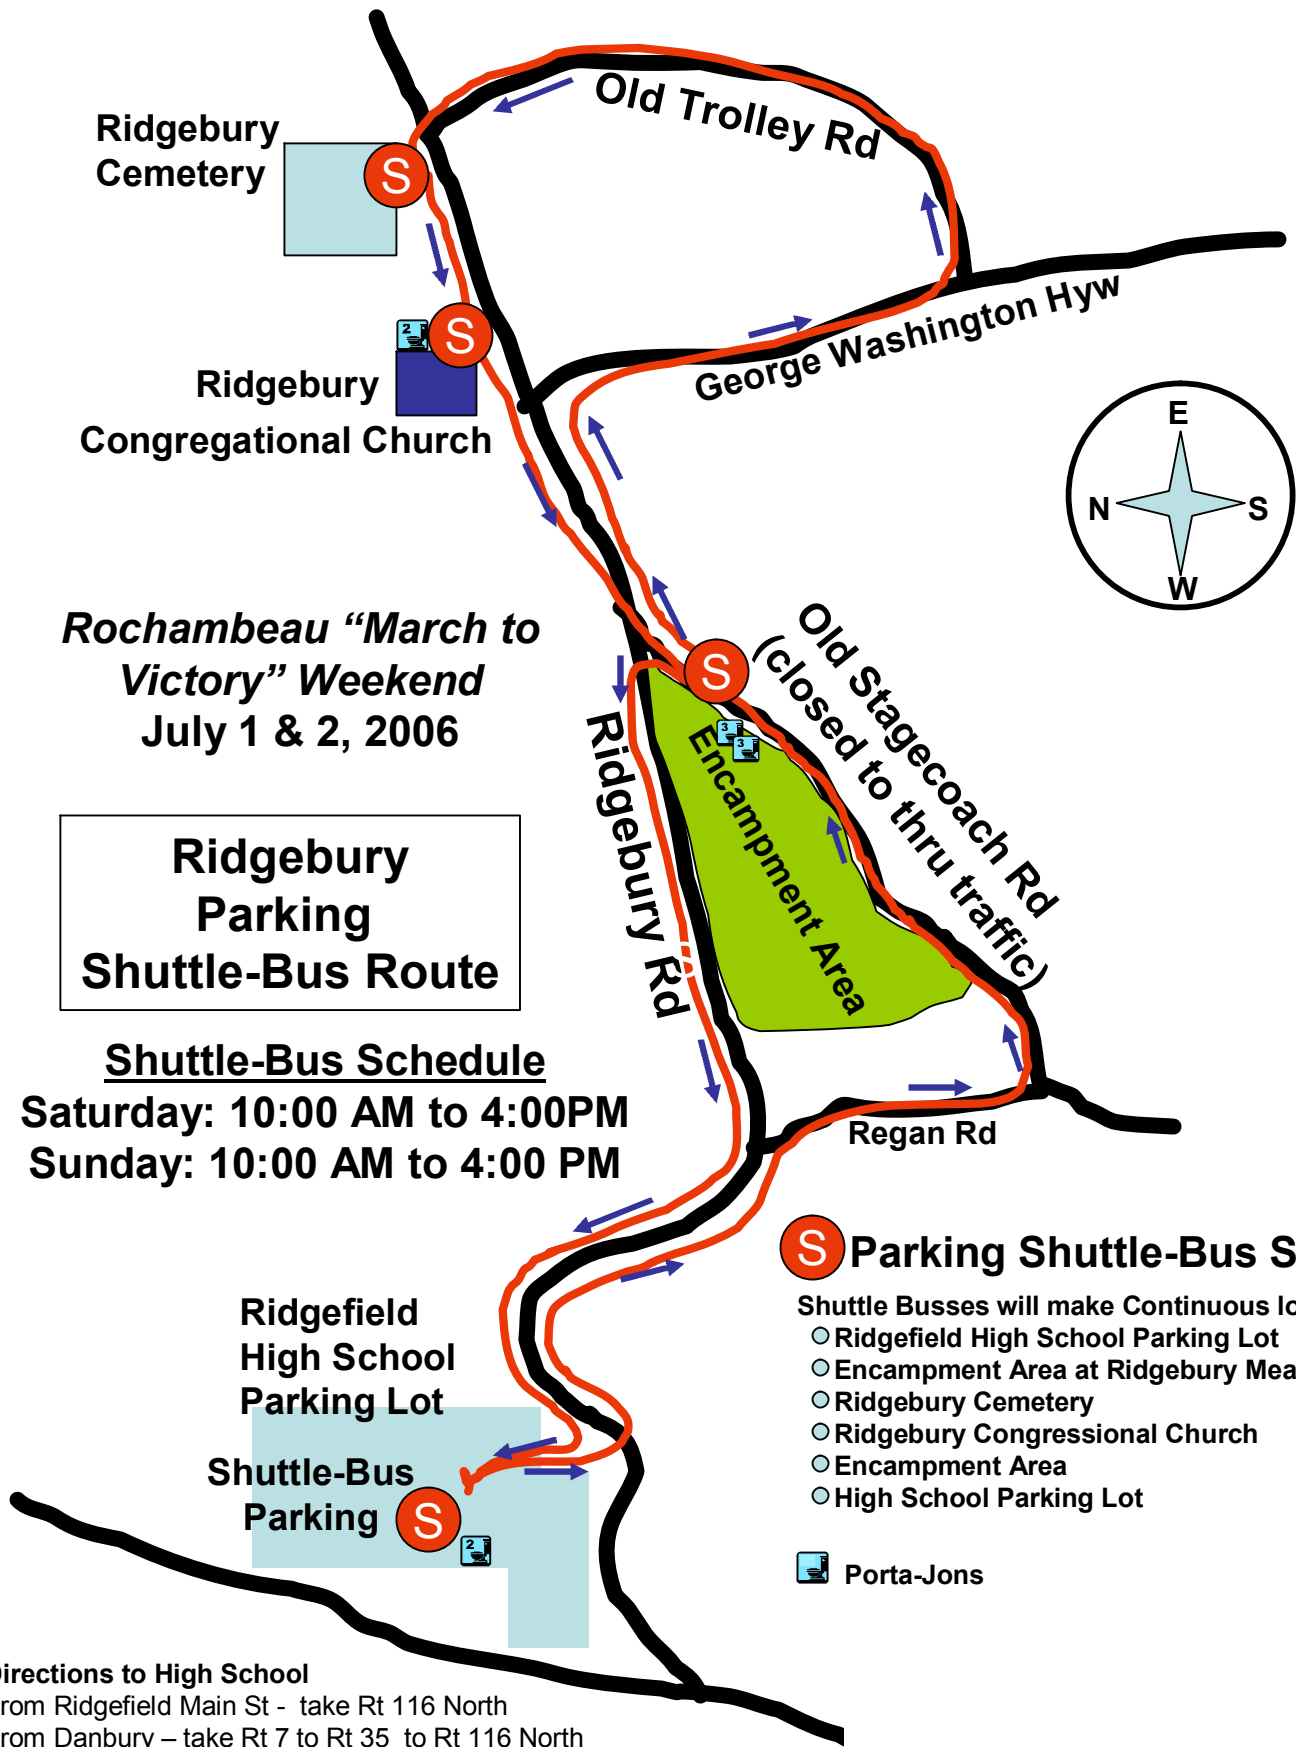 Old Trolley Rd
Ridgebury
Cemetery
S
George Washington Hyw
2
S
Ridgebury
Congregational Church
E
N
S
W
Rochambeau “March to
Victory” Weekend
July 1 & 2, 2006
Old Stagecoach Rd
(closed to thru traffic)
S
3
3
Encampment Area
Ridgebury Rd
Ridgebury
Parking
Shuttle-Bus Route
Shuttle-Bus Schedule
Saturday: 10:00 AM to 4:00PM
Sunday: 10:00 AM to 4:00 PM
Regan Rd
S Parking Shuttle-Bus S
Shuttle Busses will make Continuous lo
Ridgefield High School Parking Lot
Encampment Area at Ridgebury Mea
Ridgebury Cemetery
Ridgebury Congressional Church
Encampment Area
High School Parking Lot
Porta-Jons
Ridgefield
High School
Parking Lot
Shuttle-Bus
Parking
S
2
Directions to High School
rom Ridgefield Main St - take Rt 116 North
rom Danbury – take Rt 7 to Rt 35 to Rt 116 North